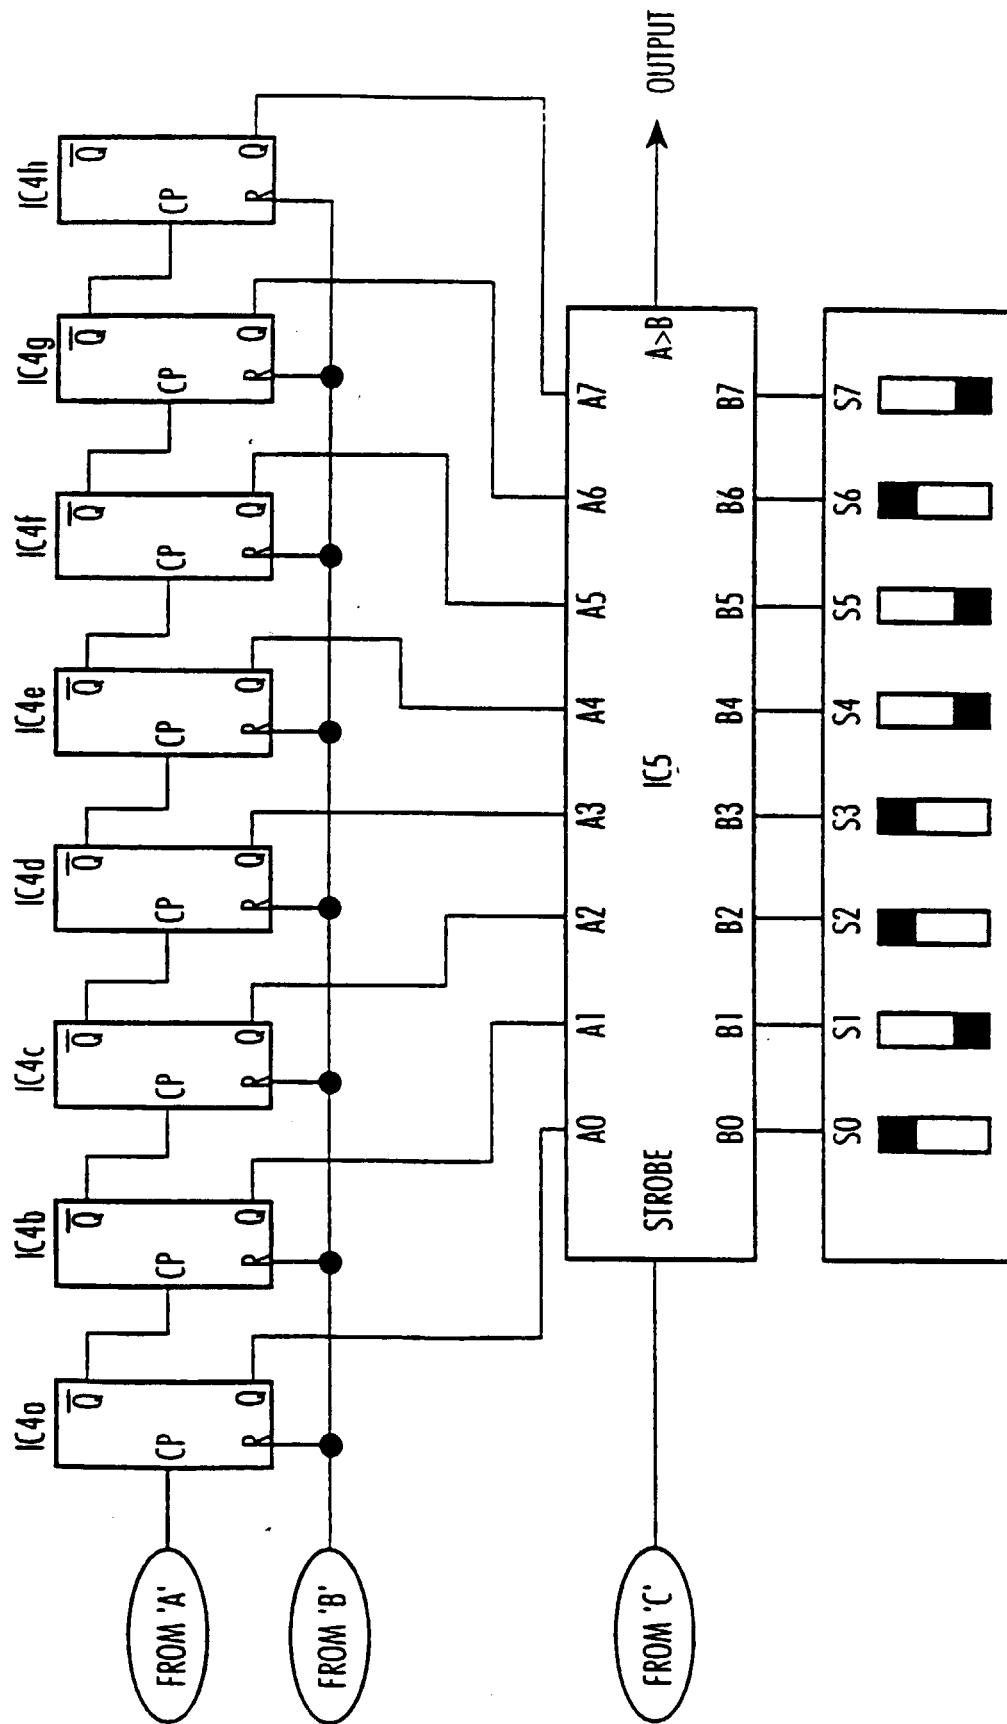 IC4a
IC4b
IC4c
IC4d
IC4e
IC4f
IC4g
IC4h
Q CP R Q
Q CP R Q
Q CP R Q
Q CP R Q
Q CP R Q
Q CP R Q
Q CP R Q
Q CP R Q
FROM 'A'
FROM 'B'
FROM 'C'
STROBE
A0 A1 A2 A3 A4 A5 A6 A7
IC5
A>B
OUTPUT
B0 B1 B2 B3 B4 B5 B6 B7
S0 S1 S2 S3 S4 S5 S6 S7